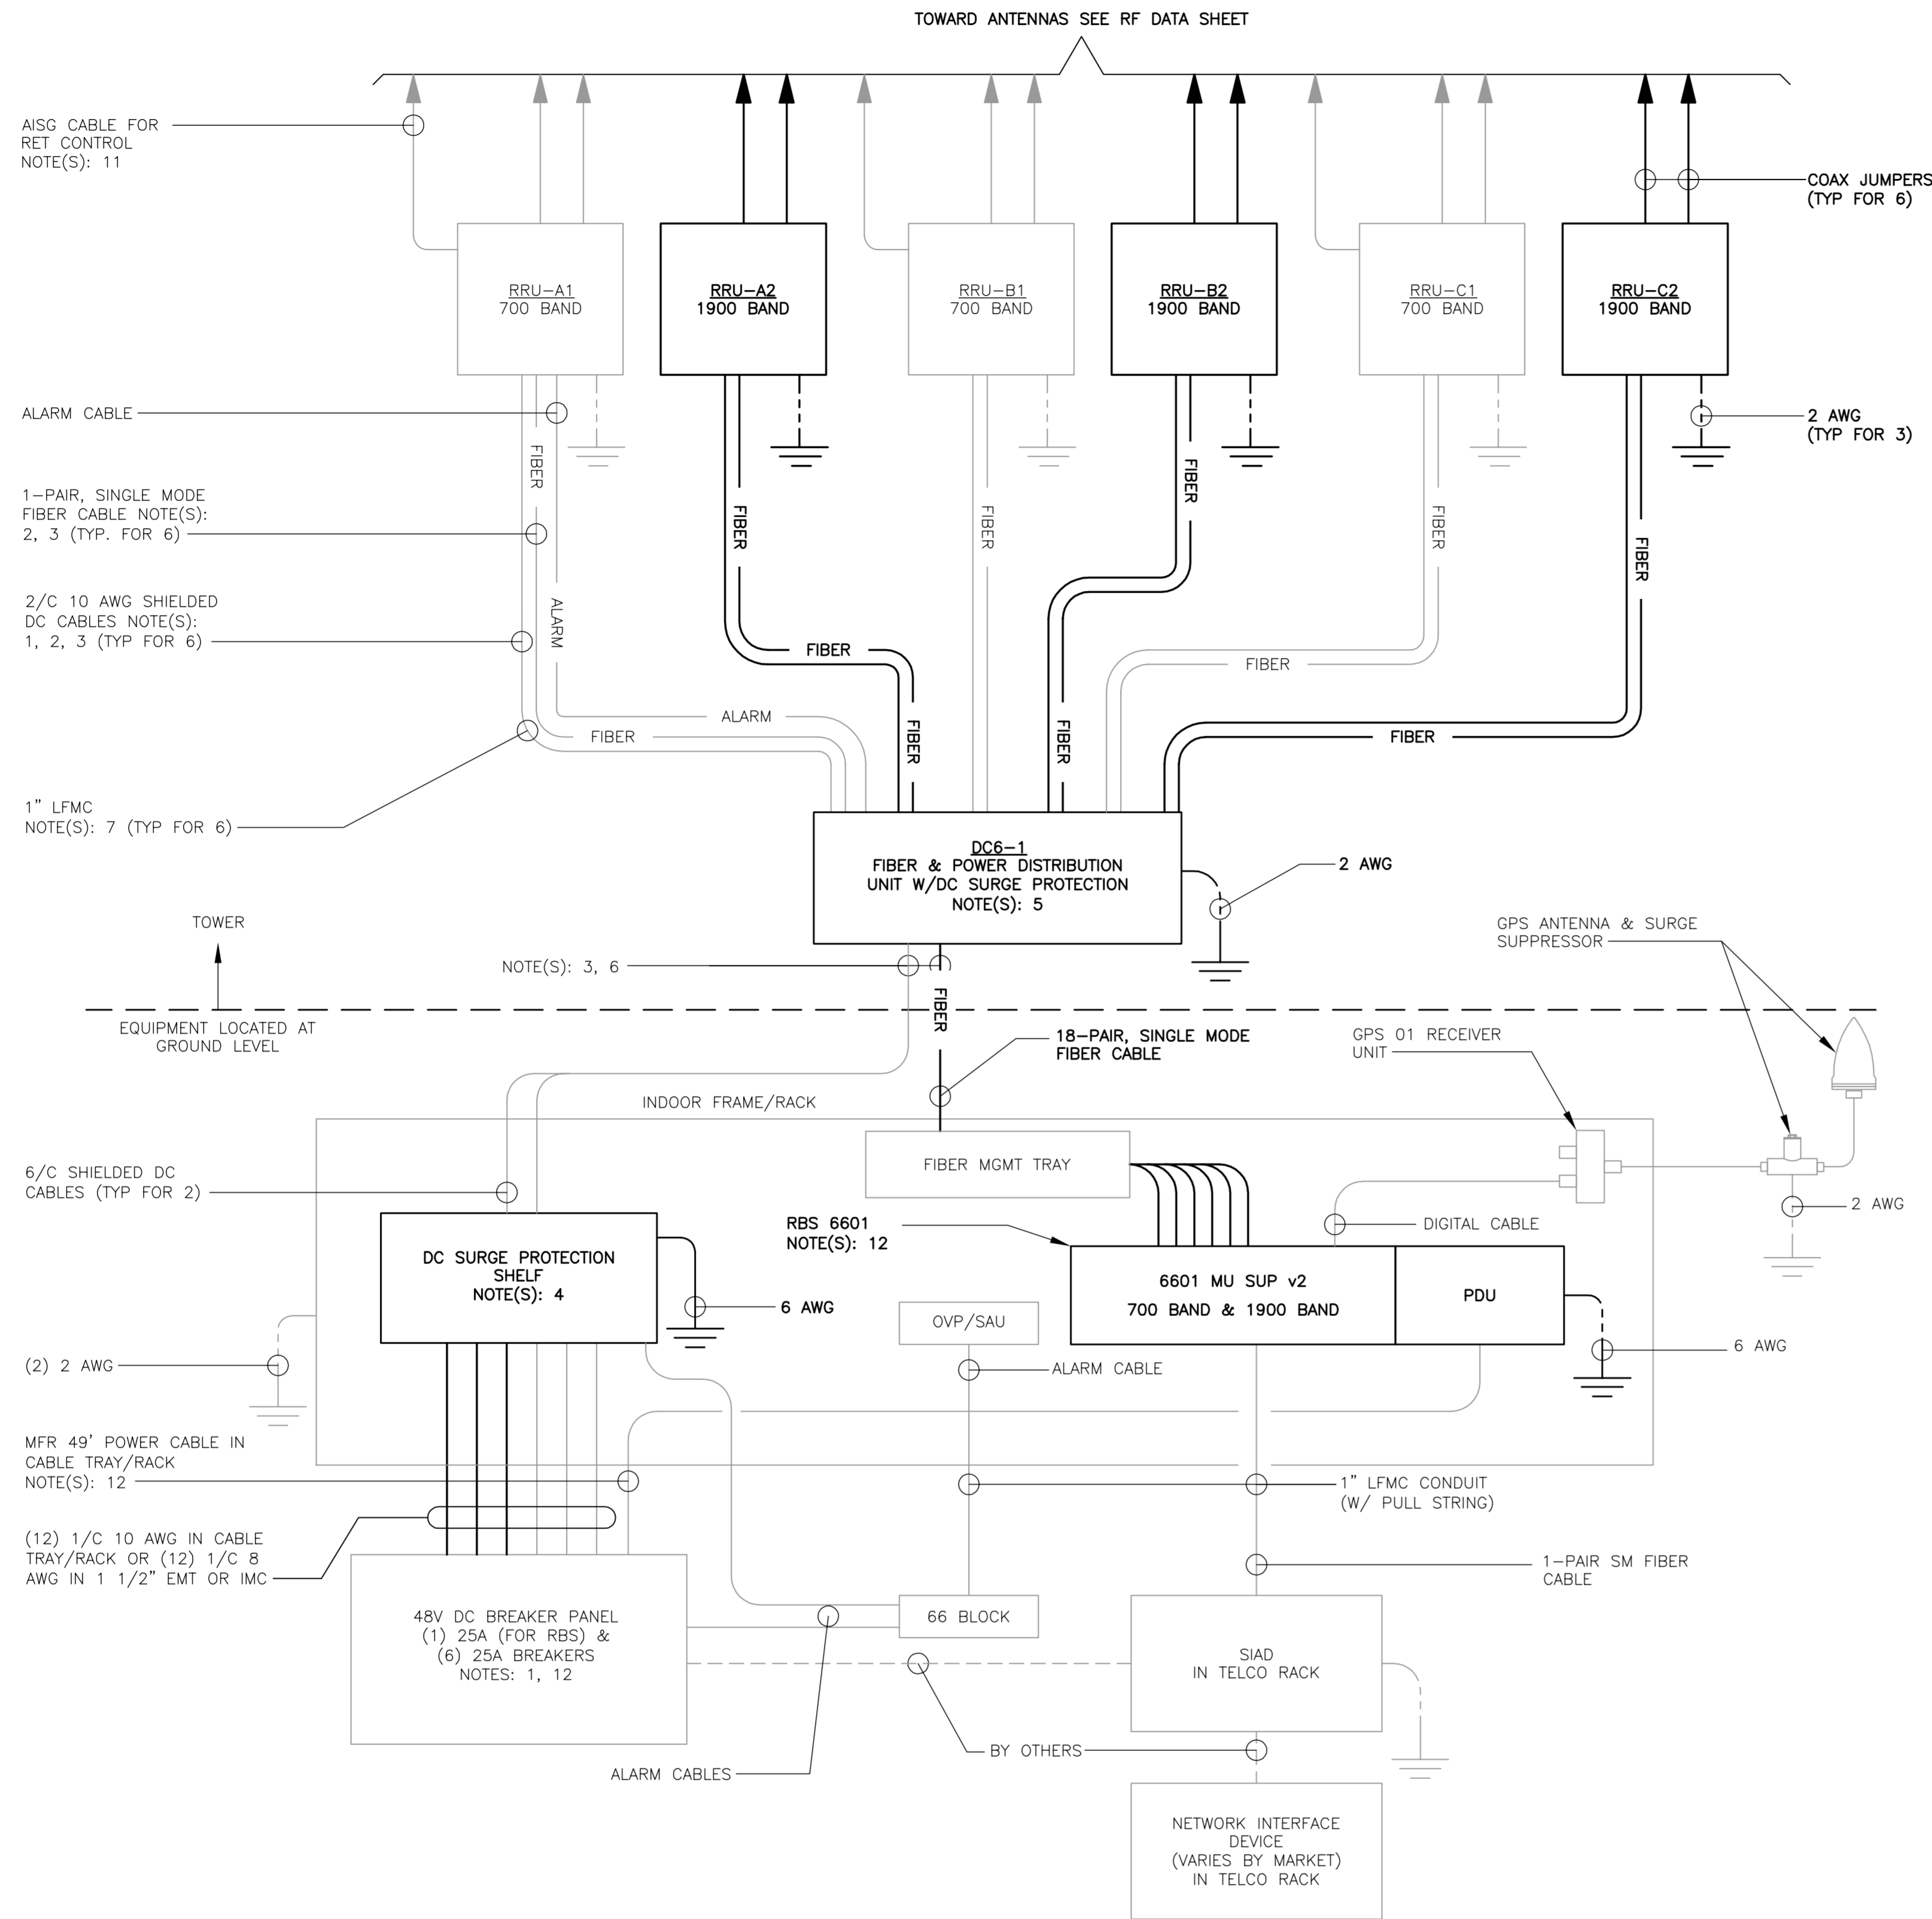 TOWARD ANTENNAS SEE RF DATA SHEET
AISG CABLE FOR
RET CONTROL
NOTE(S): 11
COAX JUMPERS
(TYP FOR 6)
RRU-A1
700 BAND
RRU-A2
1900 BAND
RRU-B1
700 BAND
RRU-B2
1900 BAND
RRU-C1
700 BAND
RRU-C2
1900 BAND
ALARM CABLE
2 AWG
(TYP FOR 3)
1-PAIR, SINGLE MODE
FIBER CABLE NOTE(S):
2, 3 (TYP. FOR 6)
FIBER
FIBER
FIBER
FIBER
FIBER
FIBER
2/C 10 AWG SHIELDED
DC CABLES NOTE(S):
1, 2, 3 (TYP FOR 6)
ALARM
FIBER
FIBER
ALARM
FIBER
FIBER
FIBER
FIBER
1" LFMC
NOTE(S): 7 (TYP FOR 6)
DC6-1
FIBER & POWER DISTRIBUTION
UNIT W/DC SURGE PROTECTION
NOTE(S): 5
2 AWG
TOWER
GPS ANTENNA & SURGE
SUPPRESSOR
NOTE(S): 3, 6
FIBER
EQUIPMENT LOCATED AT
GROUND LEVEL
18-PAIR, SINGLE MODE
FIBER CABLE
GPS 01 RECEIVER
UNIT
INDOOR FRAME/RACK
FIBER MGMT TRAY
6/C SHIELDED DC
CABLES (TYP FOR 2)
2 AWG
RBS 6601
NOTE(S): 12
DIGITAL CABLE
DC SURGE PROTECTION
SHELF
NOTE(S): 4
6 AWG
6601 MU SUP v2
700 BAND & 1900 BAND
PDU
OVP/SAU
6 AWG
(2) 2 AWG
ALARM CABLE
MFR 49' POWER CABLE IN
CABLE TRAY/RACK
NOTE(S): 12
1" LFMC CONDUIT
(W/ PULL STRING)
(12) 1/C 10 AWG IN CABLE
TRAY/RACK OR (12) 1/C 8
AWG IN 1 1/2" EMT OR IMC
1-PAIR SM FIBER
CABLE
48V DC BREAKER PANEL
(1) 25A (FOR RBS) &
(6) 25A BREAKERS
NOTES: 1, 12
66 BLOCK
SIAD
IN TELCO RACK
BY OTHERS
ALARM CABLES
NETWORK INTERFACE
DEVICE
(VARIES BY MARKET)
IN TELCO RACK